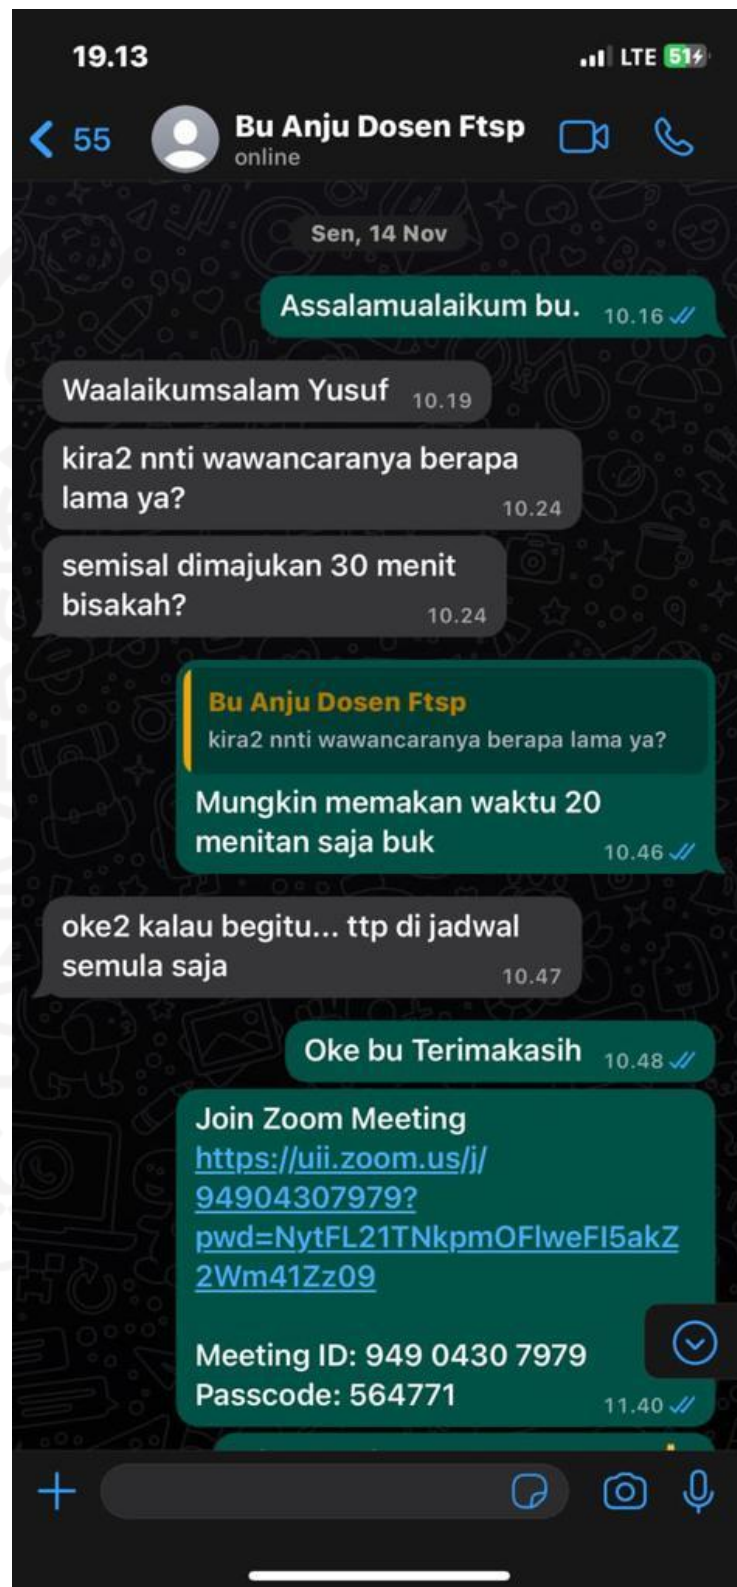 19.13
LTE 51
55
Bu Anju Dosen Ftsp
online
Sen, 14 Nov
Assalamualaikum bu. 10.16
Waalaikumsalam Yusuf 10.19
kira2 nnti wawancaranya berapa
lama ya? 10.24
semisal dimajukan 30 menit
bisakah? 10.24
Bu Anju Dosen Ftsp
kira2 nnti wawancaranya berapa lama ya?
Mungkin memakan waktu 20
menitan saja buk 10.46
oke2 kalau begitu... ttp di jadwal
semula saja 10.47
Oke bu Terimakasih 10.48
Join Zoom Meeting
https://uii.zoom.us/j/
94904307979?
pwd=NytFL21TNkpmOFlweFI5akZ
2Wm41Zz09
Meeting ID: 949 0430 7979
Passcode: 564771 11.40